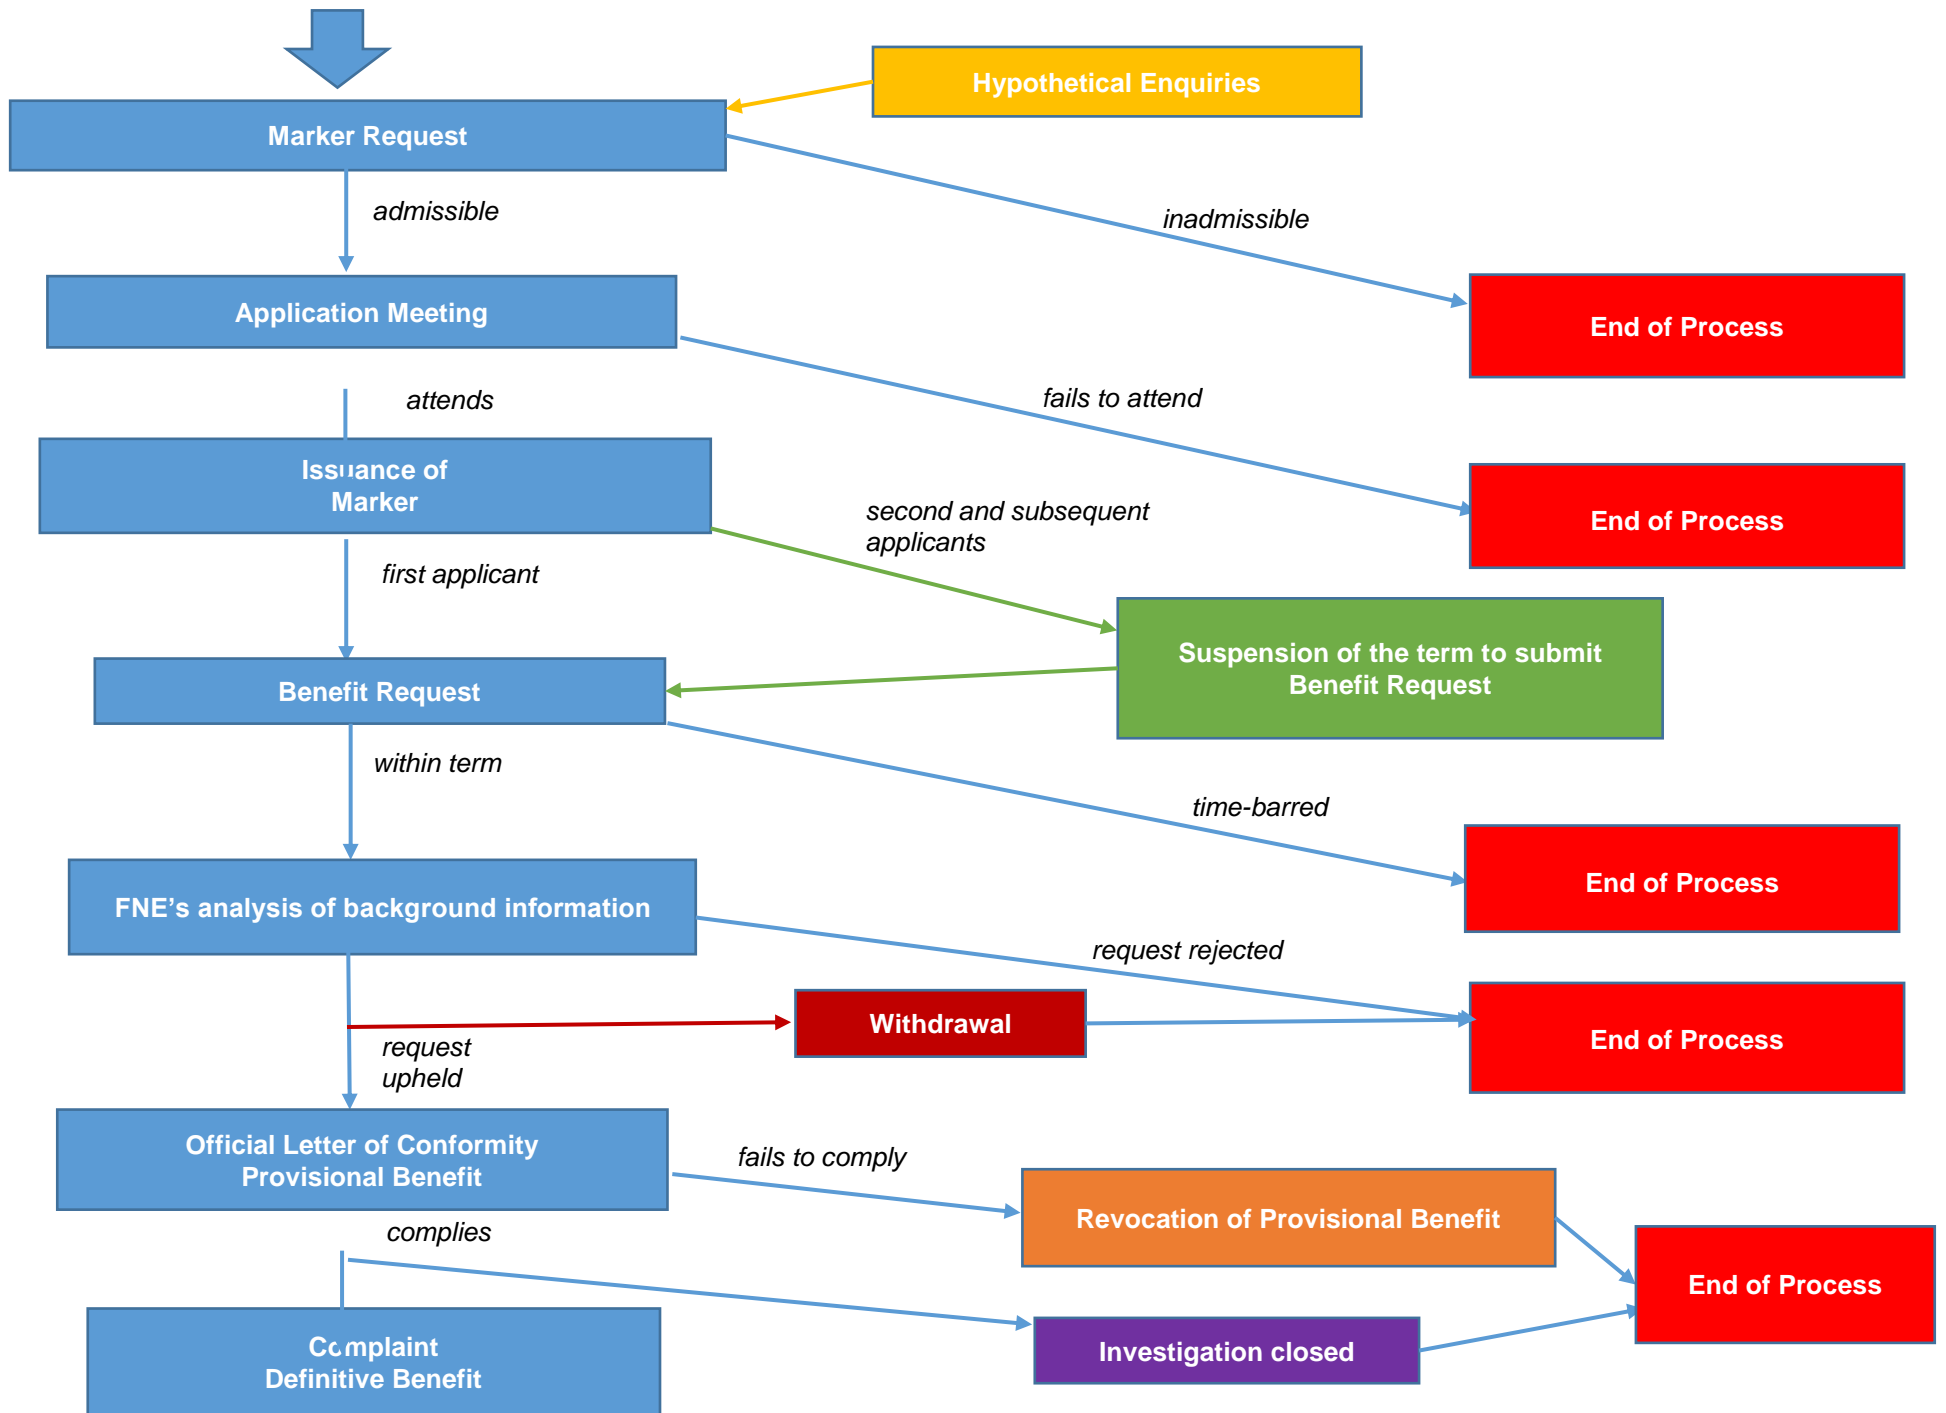 Hypothetical Enquiries
Marker Request
admissible
inadmissible
Application Meeting
End of Process
attends
fails to attend
Issuance of
Marker
second and subsequent
applicants
End of Process
first applicant
Suspension of the term to submit
Benefit Request
Benefit Request
within term
time-barred
End of Process
FNE’s analysis of background information
request rejected
Withdrawal
End of Process
request
upheld
Official Letter of Conformity
Provisional Benefit
fails to comply
Revocation of Provisional Benefit
complies
End of Process
Complaint
Definitive Benefit
Investigation closed